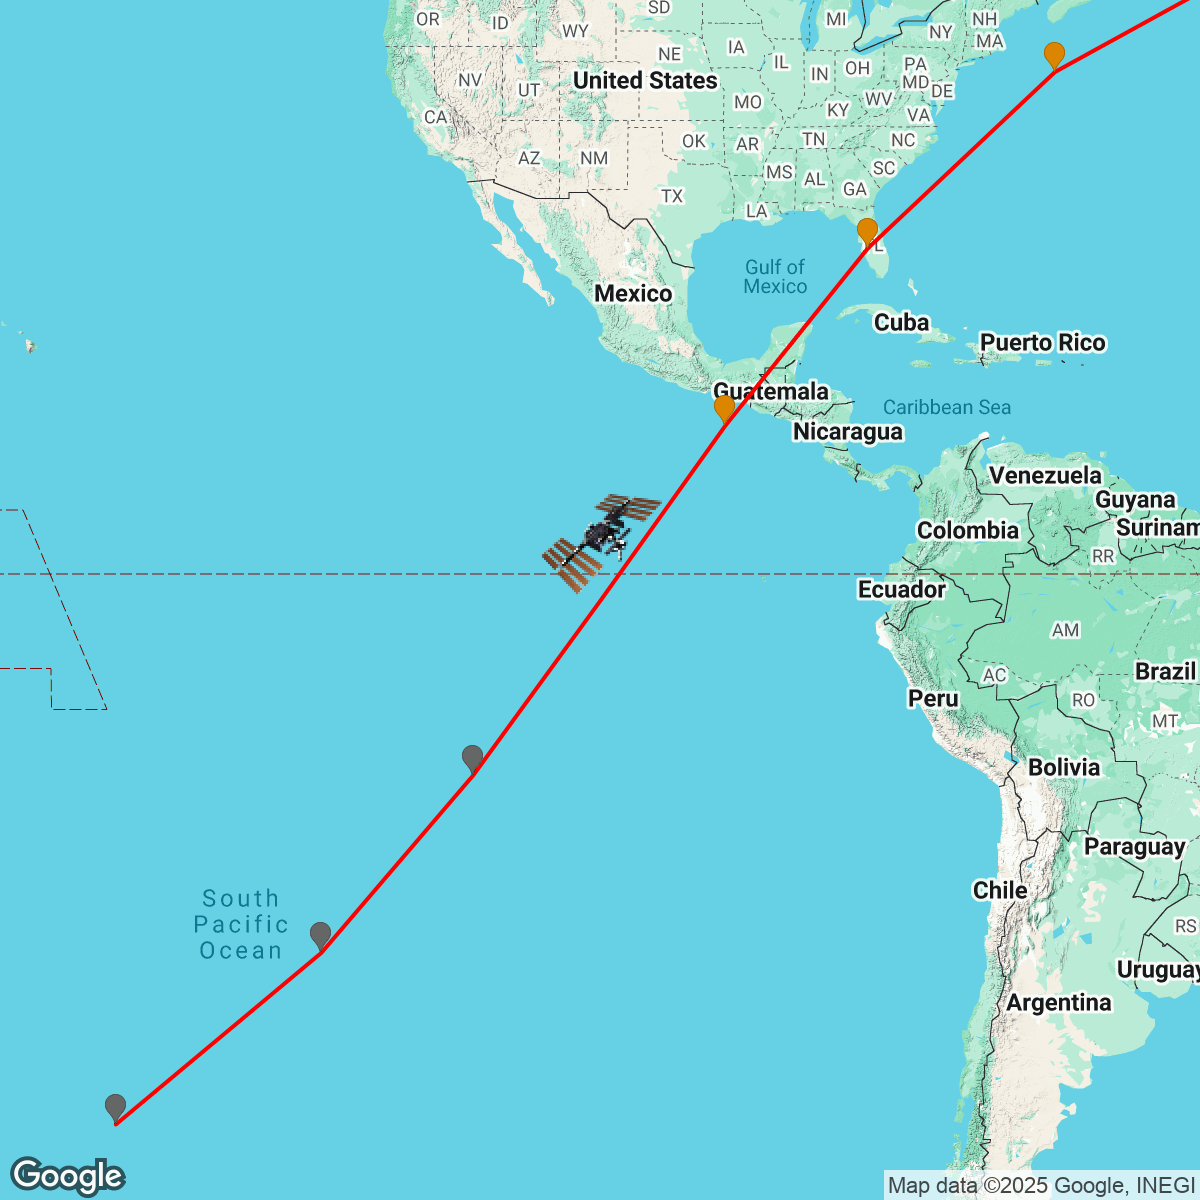 OR
ID
WY
SD
MI
NH
NY
MA
NE
IA
IL
IN
OH
PA
MD
DE
NV
UT
United States
MO
KY
WV
VA
CA
OK
AR
TN
NC
AZ
NM
MS
AL
SC
GA
TX
LA
Gulf of
Mexico
Mexico
Cuba
Puerto Rico
Guatemala
Caribbean Sea
Nicaragua
Venezuela
Guyana
Colombia
Surinam
RR
Ecuador
AM
Brazil
AC
Peru
RO
MT
Bolivia
Paraguay
Chile
South
Pacific
Ocean
RS
Uruguay
Argentina
Google
Map data ©2025 Google, INEGI